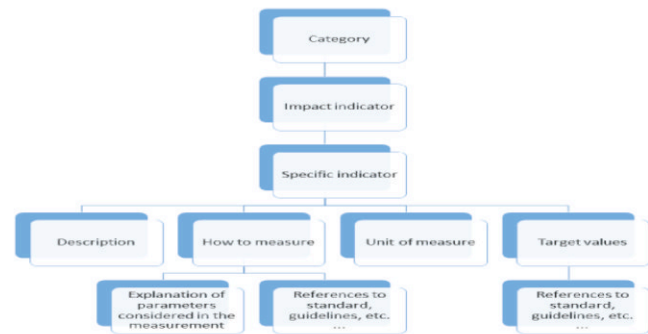 Category
Impact indicator
Specific indicator
Description
How to measure
Unit of measure
Target values
Explanation of
parameters
considered in the
measurement
References to
standard,
guidelines, etc.
...
References to
standard,
guidelines, etc.
...